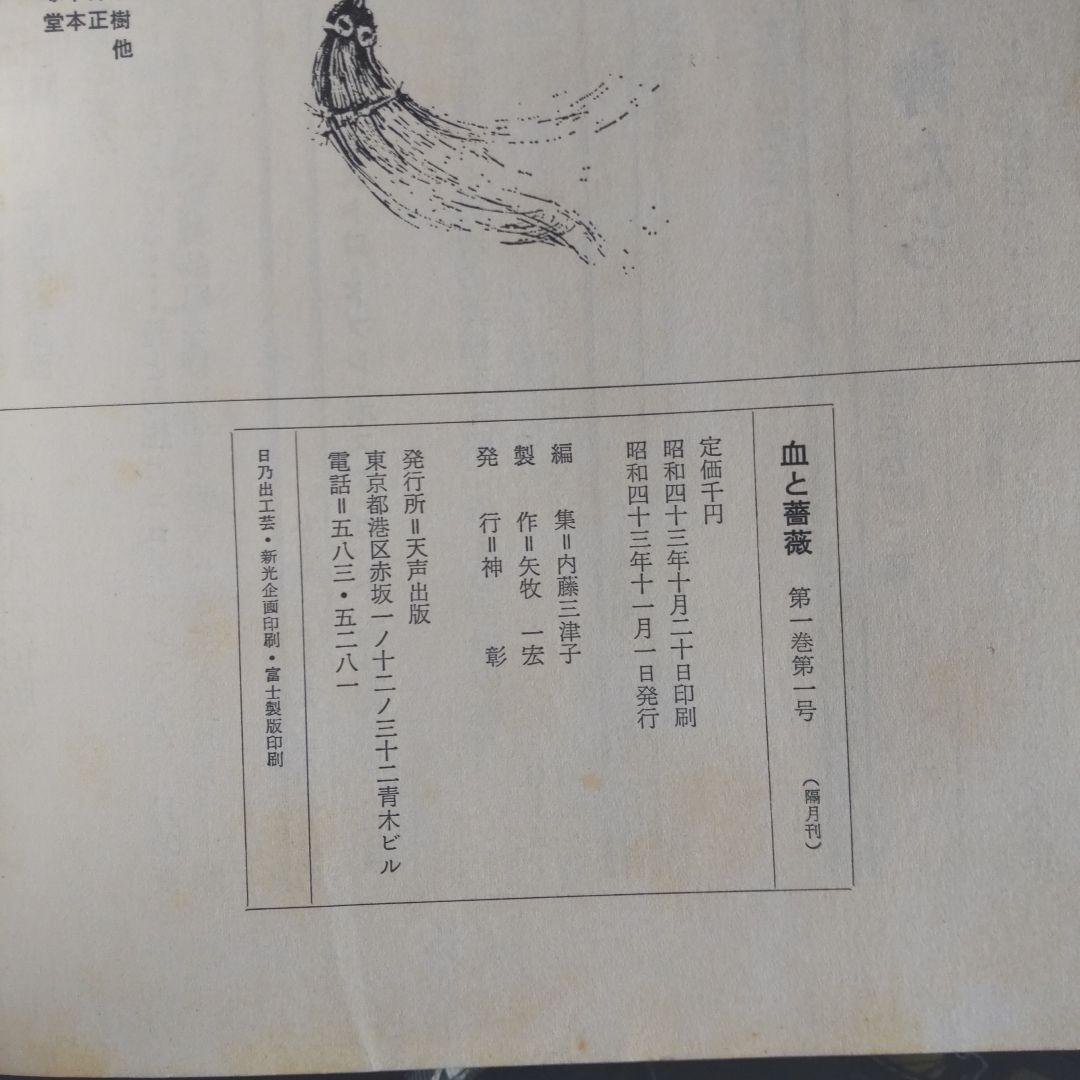 樹他
正
本
堂
血と薔薇 第一巻第一号 (隔月刊)
定価千円
昭和四十三年十月二十日印刷
昭和四十三年十一月一日発行
編集=内藤三津子
製作=矢牧一宏
発行=神彰
発行所=天声出版
東京都港区赤坂一ノ十二ノ三十二青木ビル
電話=五八三・五二八一
日乃出工芸・新光企画印刷・富士製版印刷